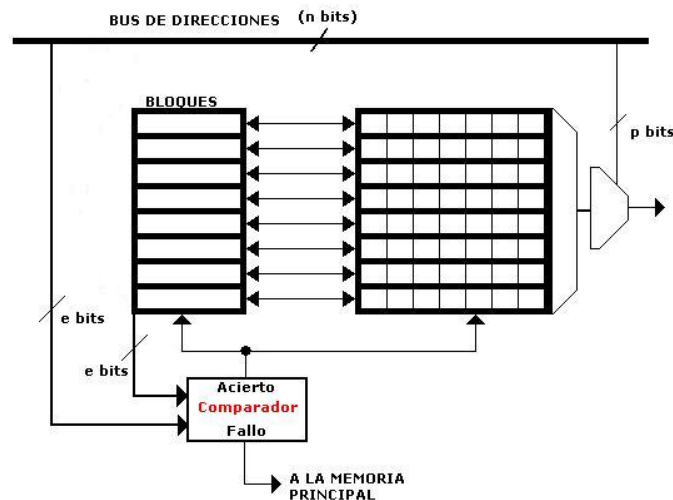 BUS DE DIRECCIONES (n bits)
BLOQUES
p bits
e bits
e bits
Acierto
Comparador
Fallo
A LA MEMORIA
PRINCIPAL